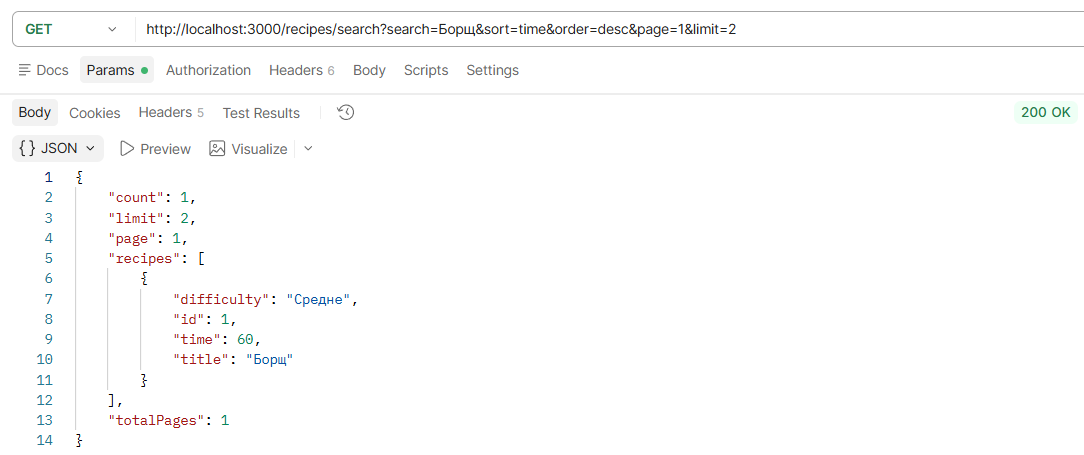 GET http://localhost:3000/recipes/search?search=Борщ&sort=time&order=desc&page=1&limit=2
Docs Params Authorization Headers 6 Body Scripts Settings
Body Cookies Headers 5 Test Results 200 OK
{} JSON Preview Visualize
1 {
2 "count": 1,
3 "limit": 2,
4 "page": 1,
5 "recipes": [
6 {
7 "difficulty": "Средне",
8 "id": 1,
9 "time": 60,
10 "title": "Борщ"
11 }
12 ],
13 "totalPages": 1
14 }